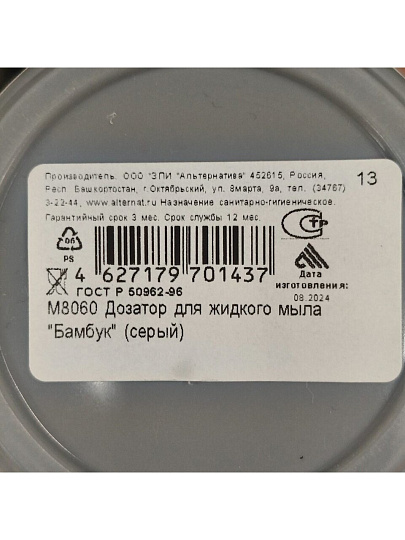 Производитель: ООО "ЗПИ "Альтернатива" 452615, Россия,
Респ. Башкортостан, г.Октябрьский, ул. 8марта, 9а, тел. (34767)
3-22-44, www.alternat.ru Назначение санитарно-гигиеническое.
Гарантийный срок 3 мес. Срок службы 12 мес.
13
06
PS
4 627179 701437
ГОСТ Р 50962-96
Дата
изготовления:
08.2024
М8060 Дозатор для жидкого мыла
"Бамбук" (серый)